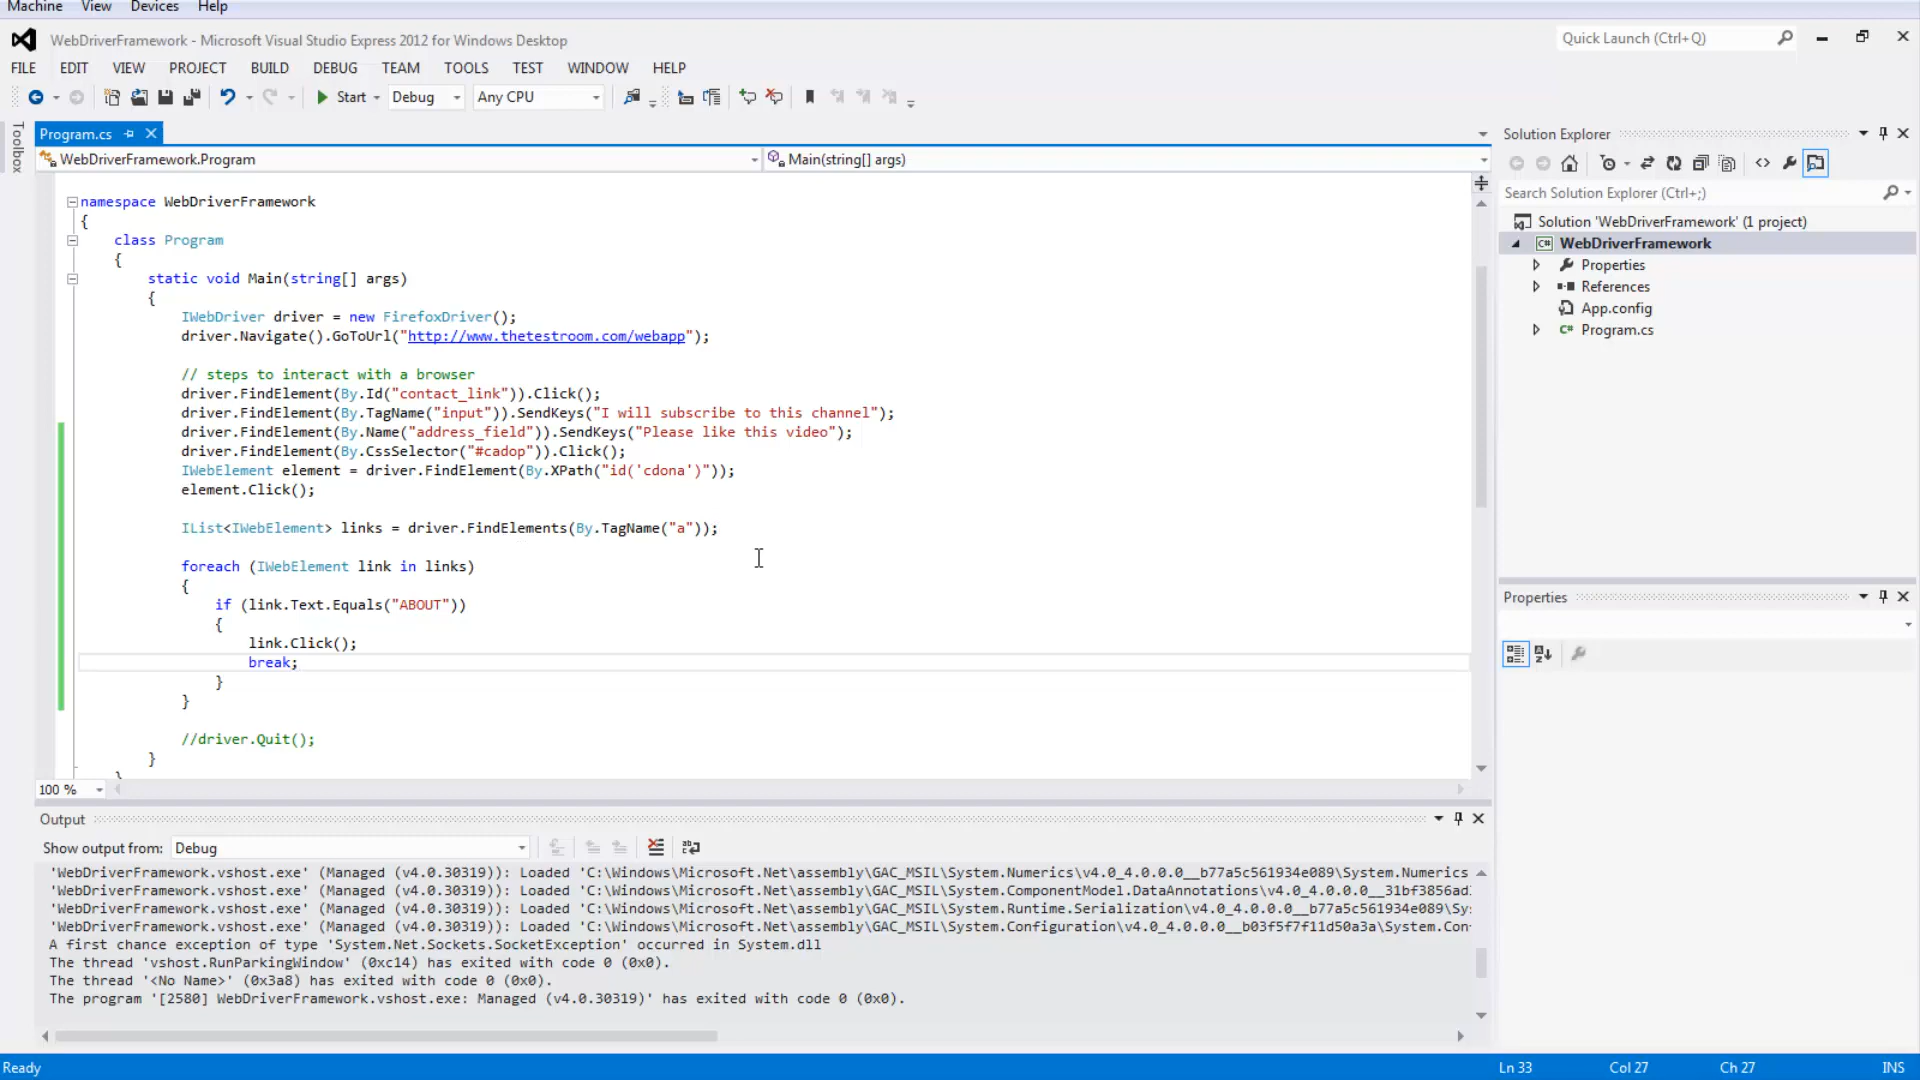 Machine View Devices Help
WebDriverFramework - Microsoft Visual Studio Express 2012 for Windows Desktop
Quick Launch (Ctrl+Q)
FILE EDIT VIEW PROJECT BUILD DEBUG TEAM TOOLS TEST WINDOW HELP
Start Debug Any CPU
Toolbox
Program.cs
WebDriverFramework.Program
Main(string[] args)
namespace WebDriverFramework
{
class Program
{
static void Main(string[] args)
{
IWebDriver driver = new FirefoxDriver();
driver.Navigate().GoToUrl("http://www.thetestroom.com/webapp");
// steps to interact with a browser
driver.FindElement(By.Id("contact_link")).Click();
driver.FindElement(By.TagName("input")).SendKeys("I will subscribe to this channel");
driver.FindElement(By.Name("address_field")).SendKeys("Please like this video");
driver.FindElement(By.CssSelector("#cadop")).Click();
IWebElement element = driver.FindElement(By.XPath("id('cdona')"));
element.Click();
IList<IWebElement> links = driver.FindElements(By.TagName("a"));
foreach (IWebElement link in links)
{
if (link.Text.Equals("ABOUT"))
{
link.Click();
break;
}
}
//driver.Quit();
}
}
100 %
Output
Show output from: Debug
'WebDriverFramework.vshost.exe' (Managed (v4.0.30319)): Loaded 'C:\Windows\Microsoft.Net\assembly\GAC_MSIL\System.Numerics\v4.0_4.0.0.0__b77a5c561934e089\System.Numerics
'WebDriverFramework.vshost.exe' (Managed (v4.0.30319)): Loaded 'C:\Windows\Microsoft.Net\assembly\GAC_MSIL\System.ComponentModel.DataAnnotations\v4.0_4.0.0.0__31bf3856ad
'WebDriverFramework.vshost.exe' (Managed (v4.0.30319)): Loaded 'C:\Windows\Microsoft.Net\assembly\GAC_MSIL\System.Runtime.Serialization\v4.0_4.0.0.0__b77a5c561934e089\Sy
'WebDriverFramework.vshost.exe' (Managed (v4.0.30319)): Loaded 'C:\Windows\Microsoft.Net\assembly\GAC_MSIL\System.Configuration\v4.0_4.0.0.0__b03f5f7f11d50a3a\System.Con
A first chance exception of type 'System.Net.Sockets.SocketException' occurred in System.dll
The thread 'vshost.RunParkingWindow' (0xc14) has exited with code 0 (0x0).
The thread '<No Name>' (0x3a8) has exited with code 0 (0x0).
The program '[2580] WebDriverFramework.vshost.exe: Managed (v4.0.30319)' has exited with code 0 (0x0).
Solution Explorer
Search Solution Explorer (Ctrl+;)
Solution 'WebDriverFramework' (1 project)
C# WebDriverFramework
Properties
References
App.config
C# Program.cs
Properties
Ready
Ln 33 Col 27 Ch 27 INS